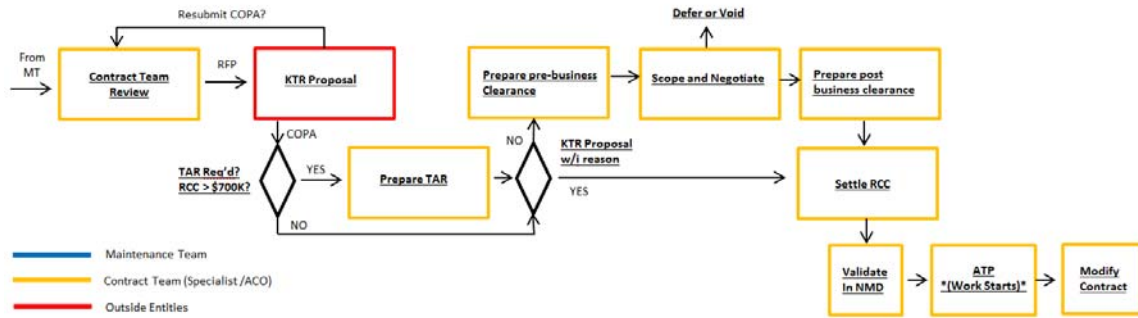 Resubmit COPA?
From
MT
Contract Team
Review
RFP
KTR Proposal
COPA
TAR Req'd?
RCC > $700K?
YES
NO
Prepare TAR
Prepare pre-business
Clearance
NO
KTR Proposal
w/i reason
YES
Defer or Void
Scope and Negotiate
Prepare post
business clearance
Settle RCC
Validate
In NMD
ATP
*(Work Starts)*
Modify
Contract
Maintenance Team
Contract Team (Specialist /ACO)
Outside Entities